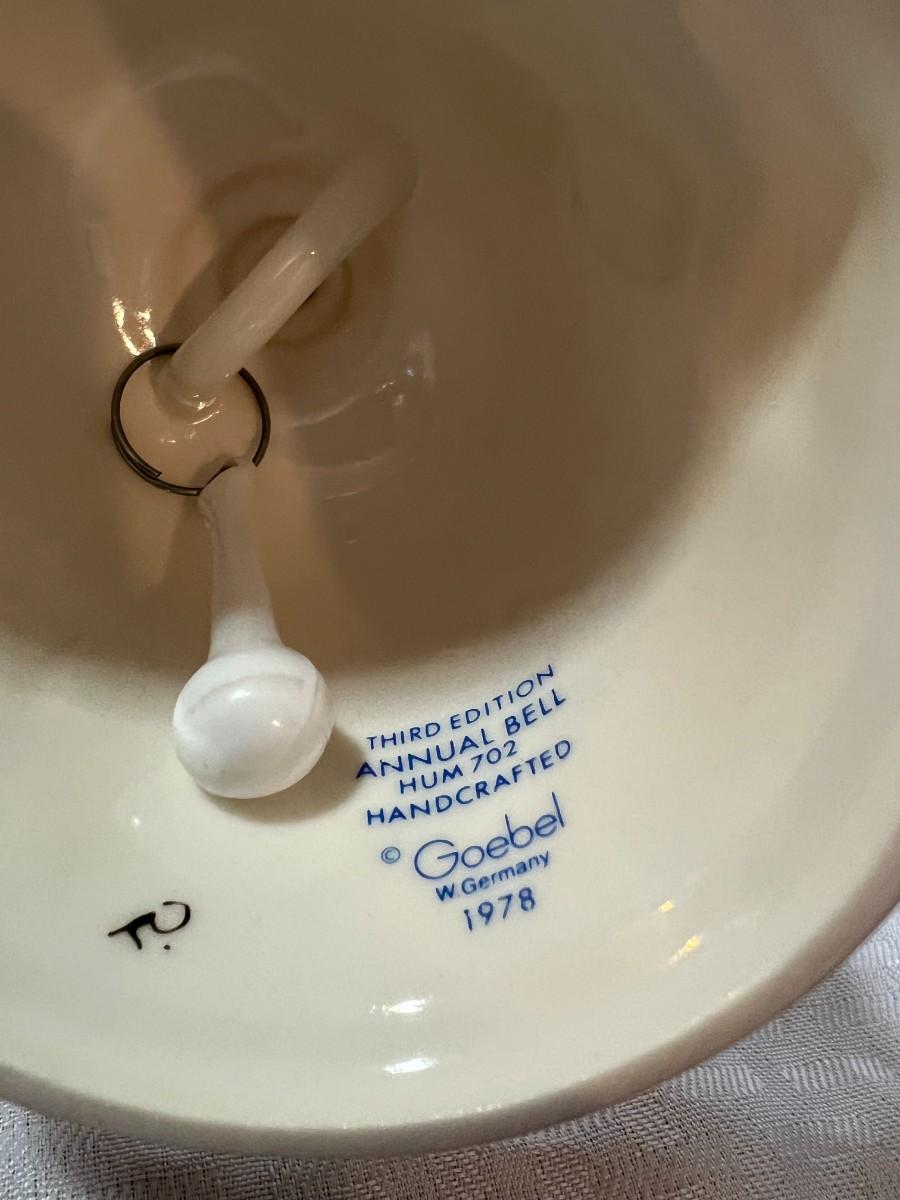 THIRD EDITION
ANNUAL BELL
HUM 702
HANDCRAFTED
© Goebel
W. Germany
1978